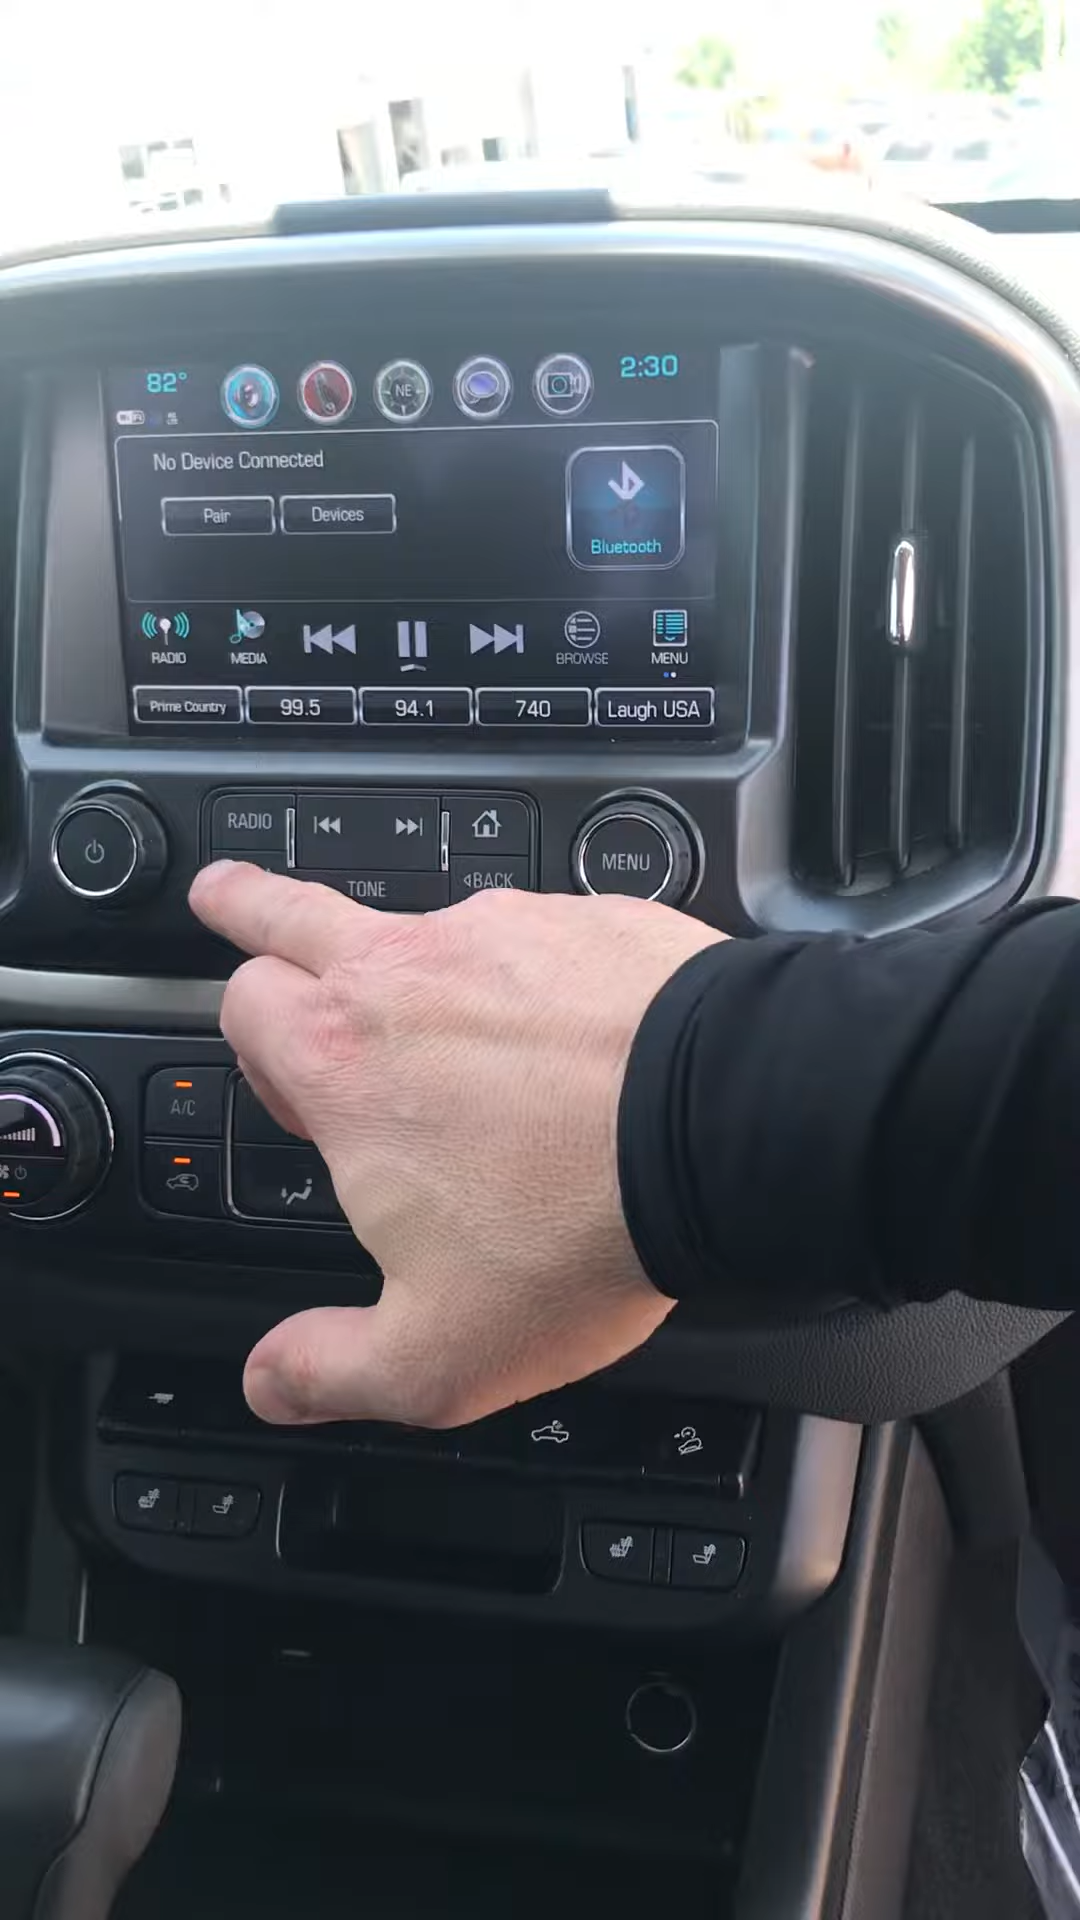 82°
NE
2:30
No Device Connected
Pair
Devices
Bluetooth
RADIO
MEDIA
BROWSE
MENU
Prime Country
99.5
94.1
740
Laugh USA
RADIO
TONE
BACK
MENU
A/C